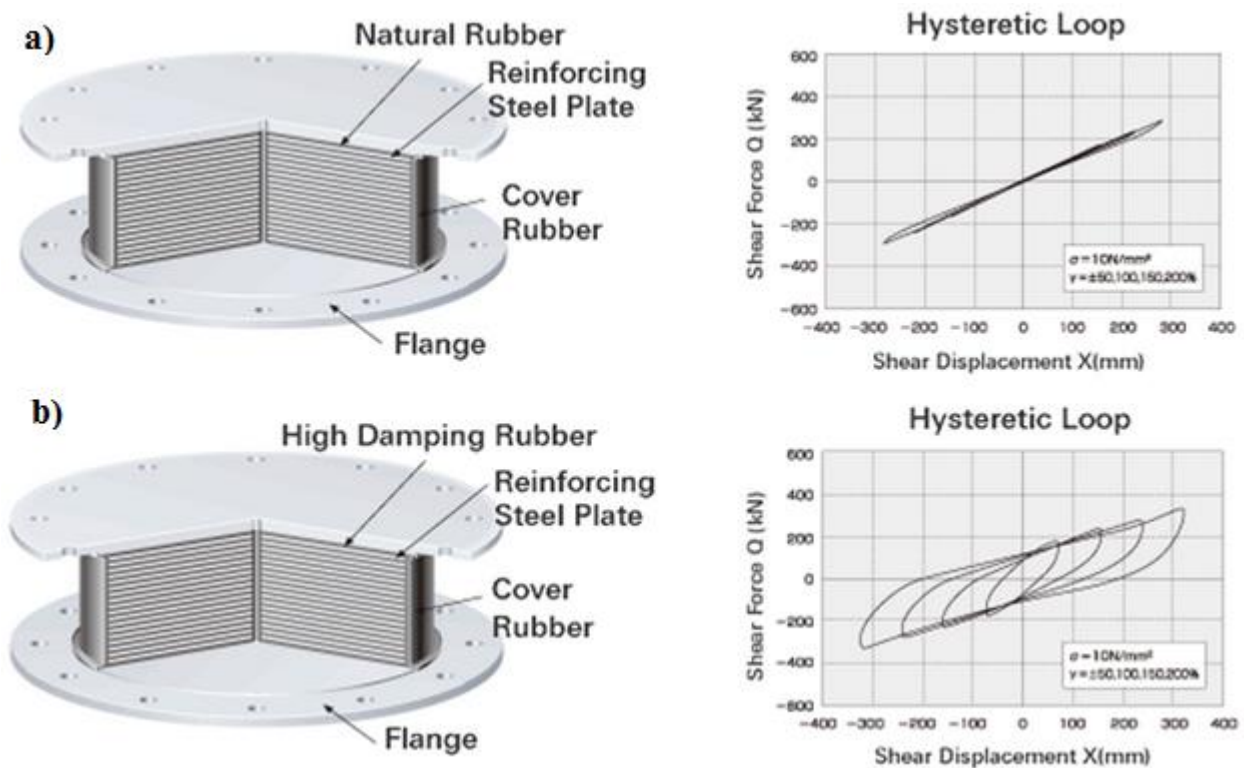 a)
Natural Rubber
Reinforcing
Steel Plate
Cover
Rubber
Flange
Hysteretic Loop
Shear Force Q (kN)
600
400
200
0
-200
-400
-600
-400 -300 -200 -100 0 100 200 300 400
σ=10N/mm²
γ=±50,100,150,200%
Shear Displacement X(mm)
b)
High Damping Rubber
Reinforcing
Steel Plate
Cover
Rubber
Flange
Hysteretic Loop
Shear Force Q (kN)
600
400
200
0
-200
-400
-600
-400 -300 -200 -100 0 100 200 300 400
σ=10N/mm²
γ=±50,100,150,200%
Shear Displacement X(mm)